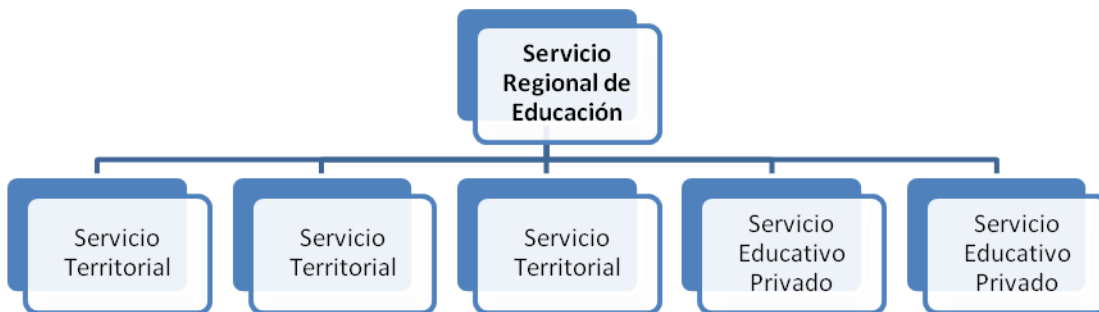 Servicio
Regional de
Educación
Servicio
Territorial
Servicio
Territorial
Servicio
Territorial
Servicio
Educativo
Privado
Servicio
Educativo
Privado